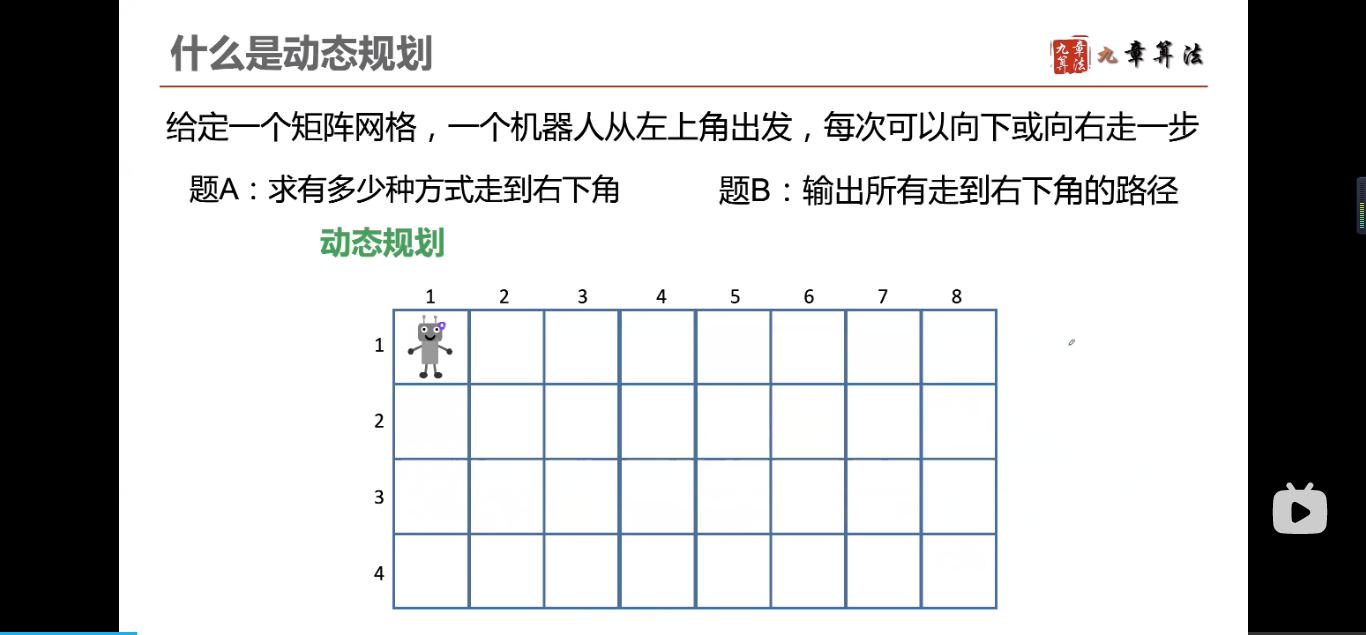 什么是动态规划
九章算法 九章算法
给定一个矩阵网格，一个机器人从左上角出发，每次可以向下或向右走一步
题A：求有多少种方式走到右下角 题B：输出所有走到右下角的路径
动态规划
1 2 3 4 5 6 7 8
1
2
3
4